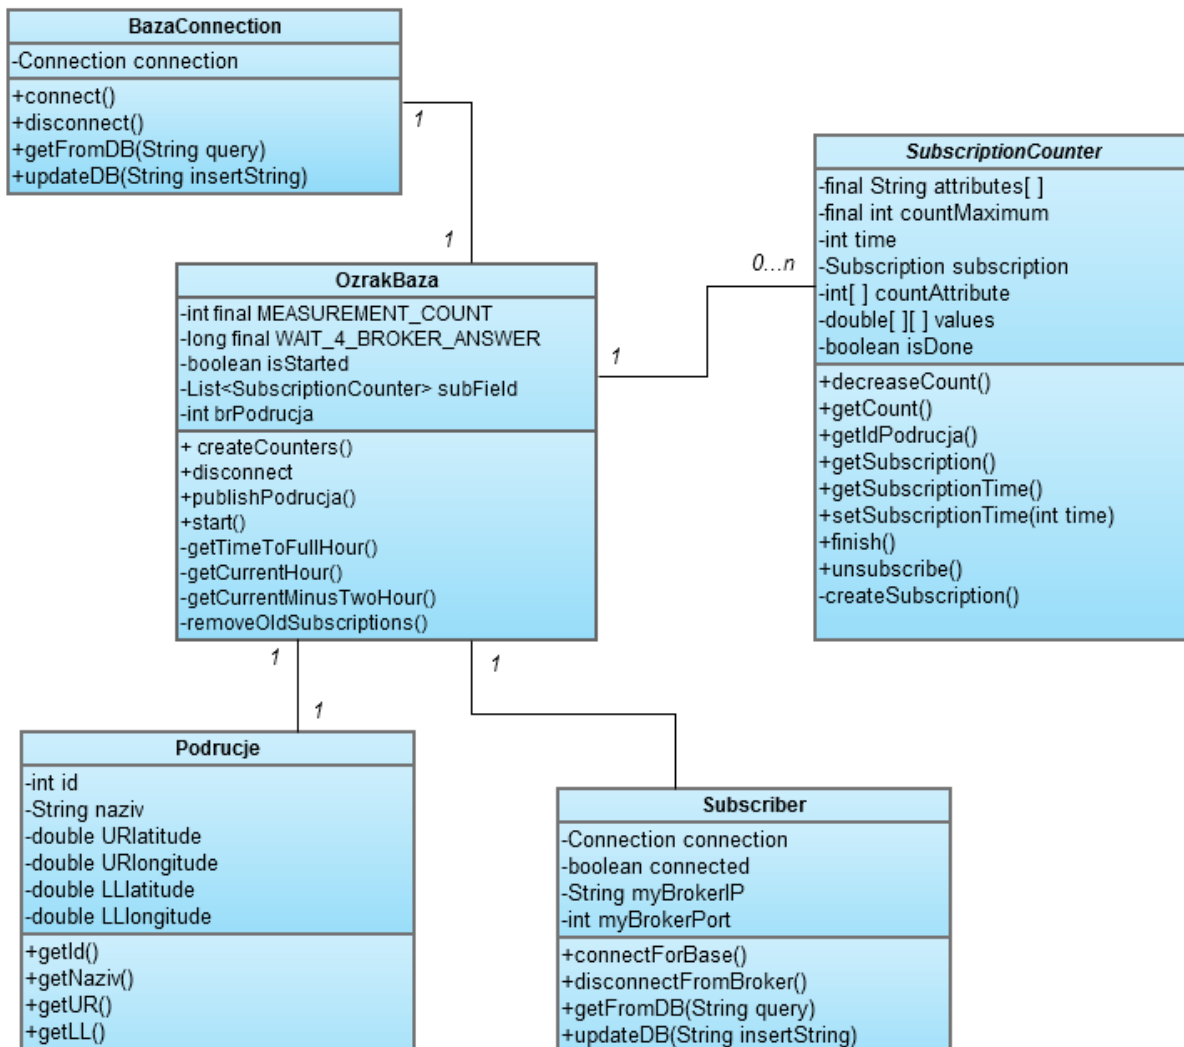 BazaConnection
-Connection connection
+connect()
+disconnect()
+getFromDB(String query)
+updateDB(String insertString)
1
1
SubscriptionCounter
-final String attributes[ ]
-final int countMaximum
-int time
-Subscription subscription
-int[ ] countAttribute
-double[ ][ ] values
-boolean isDone
+decreaseCount()
+getCount()
+getIdPodrucja()
+getSubscription()
+getSubscriptionTime()
+setSubscriptionTime(int time)
+finish()
+unsubscribe()
-createSubscription()
0...n
1
OzrakBaza
-int final MEASUREMENT_COUNT
-long final WAIT_4_BROKER_ANSWER
-boolean isStarted
-List<SubscriptionCounter> subField
-int brPodrucja
+ createCounters()
+disconnect
+publishPodrucja()
+start()
-getTimeToFullHour()
-getCurrentHour()
-getCurrentMinusTwoHour()
-removeOldSubscriptions()
1
1
1
Podrucje
-int id
-String naziv
-double URlatitude
-double URlongitude
-double LLlatitude
-double LLlongitude
+getId()
+getNaziv()
+getUR()
+getLL()
Subscriber
-Connection connection
-boolean connected
-String myBrokerIP
-int myBrokerPort
+connectForBase()
+disconnectFromBroker()
+getFromDB(String query)
+updateDB(String insertString)